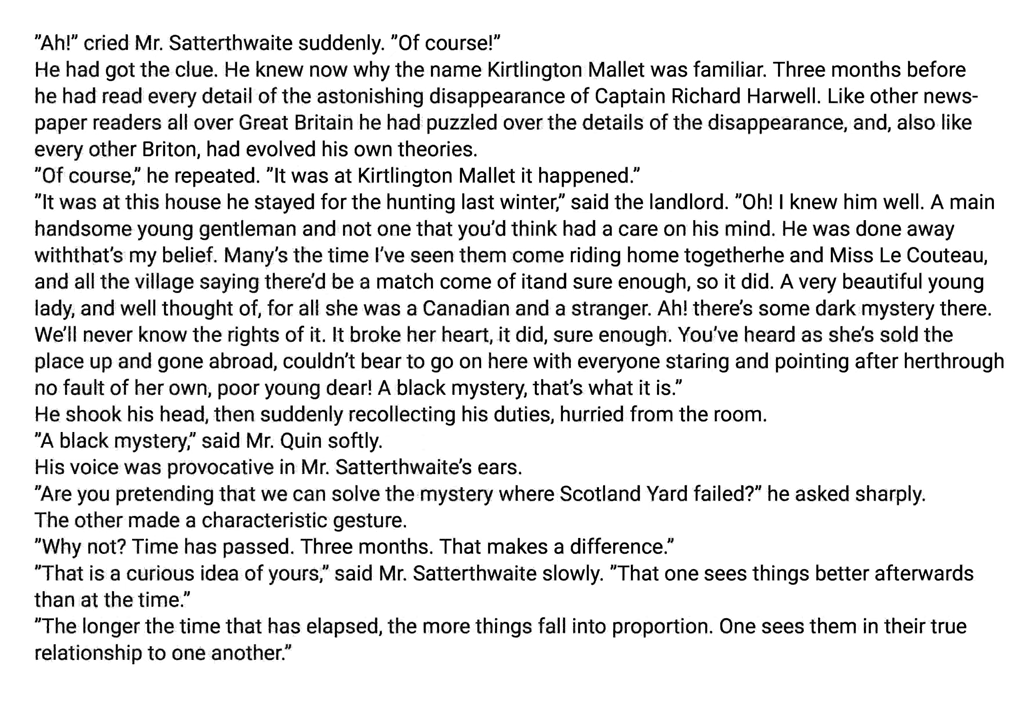 ”Ah!” cried Mr. Satterthwaite suddenly. ”Of course!”
He had got the clue. He knew now why the name Kirtlington Mallet was familiar. Three months before
he had read every detail of the astonishing disappearance of Captain Richard Harwell. Like other news-
paper readers all over Great Britain he had puzzled over the details of the disappearance, and, also like
every other Briton, had evolved his own theories.
”Of course,” he repeated. ”It was at Kirtlington Mallet it happened.”
”It was at this house he stayed for the hunting last winter,” said the landlord. ”Oh! I knew him well. A main
handsome young gentleman and not one that you’d think had a care on his mind. He was done away
withthat’s my belief. Many’s the time I’ve seen them come riding home togetherhe and Miss Le Couteau,
and all the village saying there’d be a match come of itand sure enough, so it did. A very beautiful young
lady, and well thought of, for all she was a Canadian and a stranger. Ah! there’s some dark mystery there.
We’ll never know the rights of it. It broke her heart, it did, sure enough. You’ve heard as she’s sold the
place up and gone abroad, couldn’t bear to go on here with everyone staring and pointing after herthrough
no fault of her own, poor young dear! A black mystery, that’s what it is.”
He shook his head, then suddenly recollecting his duties, hurried from the room.
”A black mystery,” said Mr. Quin softly.
His voice was provocative in Mr. Satterthwaite’s ears.
”Are you pretending that we can solve the mystery where Scotland Yard failed?” he asked sharply.
The other made a characteristic gesture.
”Why not? Time has passed. Three months. That makes a difference.”
”That is a curious idea of yours,” said Mr. Satterthwaite slowly. ”That one sees things better afterwards
than at the time.”
”The longer the time that has elapsed, the more things fall into proportion. One sees them in their true
relationship to one another.”